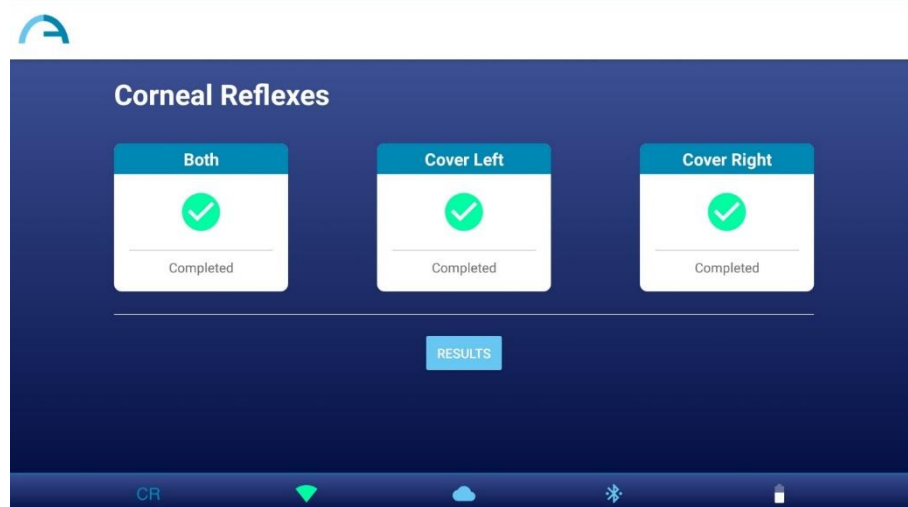 Corneal Reflexes
Both
Cover Left
Cover Right
Completed
Completed
Completed
RESULTS
CR